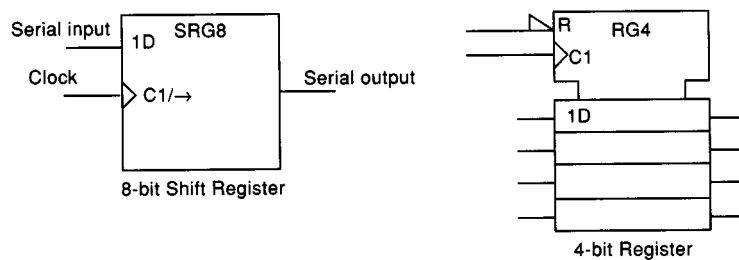 Serial input
1D
SRG8
Clock
C1/→
Serial output
8-bit Shift Register
R
RG4
C1
1D
4-bit Register